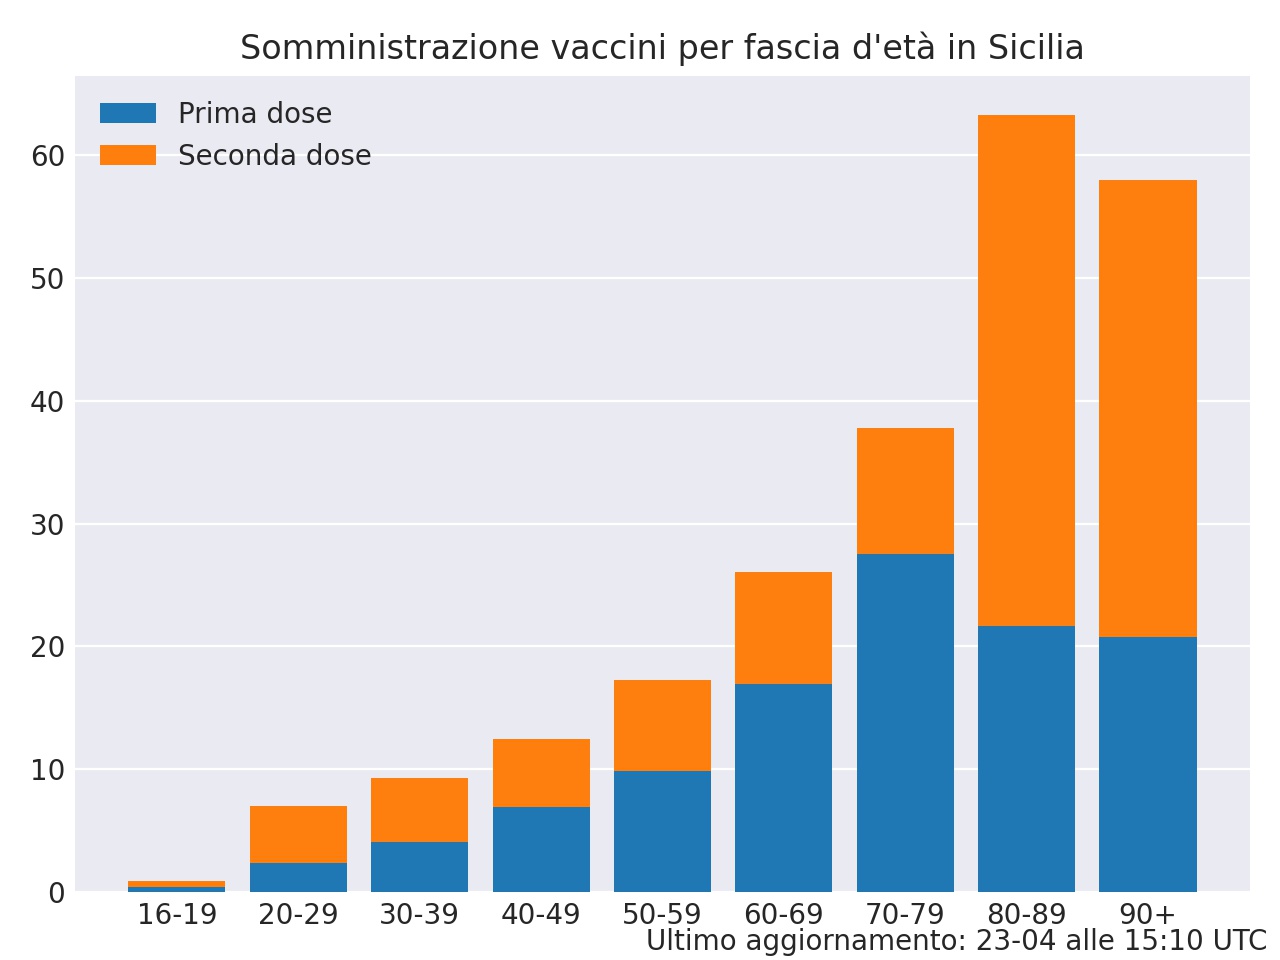 Somministrazione vaccini per fascia d'età in Sicilia
Prima dose
Seconda dose
60
50
40
30
20
10
0
16-19 20-29 30-39 40-49 50-59 60-69 70-79 80-89 90+
Ultimo aggiornamento: 23-04 alle 15:10 UTC